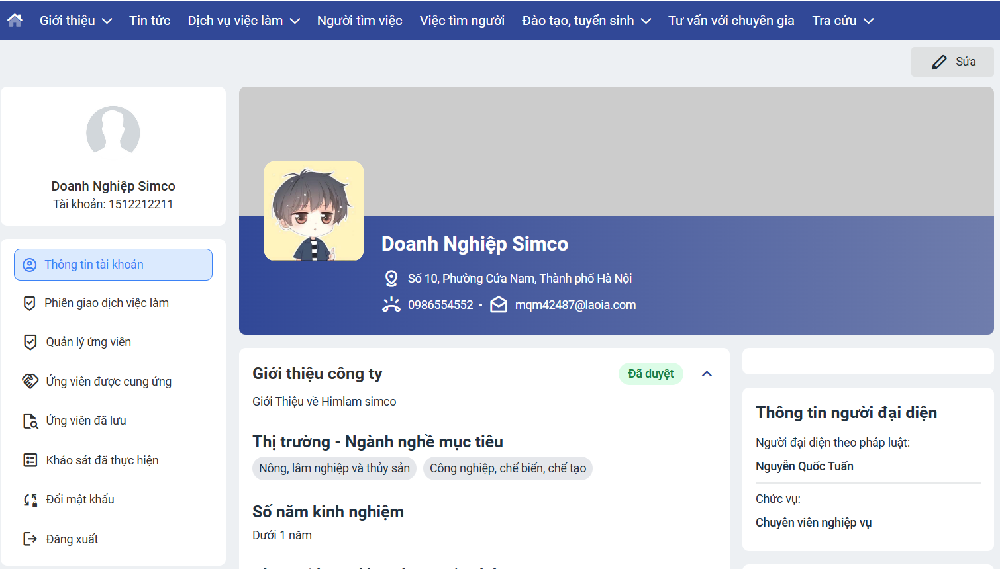 Giới thiệu
Tin tức
Dịch vụ việc làm
Người tìm việc
Việc tìm người
Đào tạo, tuyển sinh
Tư vấn với chuyên gia
Tra cứu
Sửa
Doanh Nghiệp Simco
Tài khoản: 1512212211
Thông tin tài khoản
Phiên giao dịch việc làm
Quản lý ứng viên
Ứng viên được cung ứng
Ứng viên đã lưu
Khảo sát đã thực hiện
Đổi mật khẩu
Đăng xuất
Doanh Nghiệp Simco
Số 10, Phường Cửa Nam, Thành phố Hà Nội
0986554552 • mqm42487@laoia.com
Giới thiệu công ty
Đã duyệt
Giới Thiệu về Himlam simco
Thị trường - Ngành nghề mục tiêu
Nông, lâm nghiệp và thủy sản
Công nghiệp, chế biến, chế tạo
Số năm kinh nghiệm
Dưới 1 năm
Thông tin người đại diện
Người đại diện theo pháp luật:
Nguyễn Quốc Tuấn
Chức vụ:
Chuyên viên nghiệp vụ